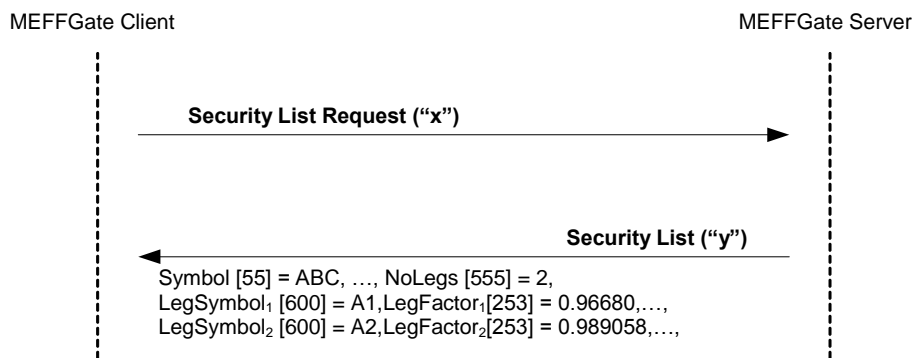 MEFFGate Client
MEFFGate Server
Security List Request (“x”)
Security List (“y”)
Symbol [55] = ABC, …, NoLegs [555] = 2,
LegSymbol₁ [600] = A1,LegFactor₁[253] = 0.96680,…,
LegSymbol₂ [600] = A2,LegFactor₂[253] = 0.989058,…,